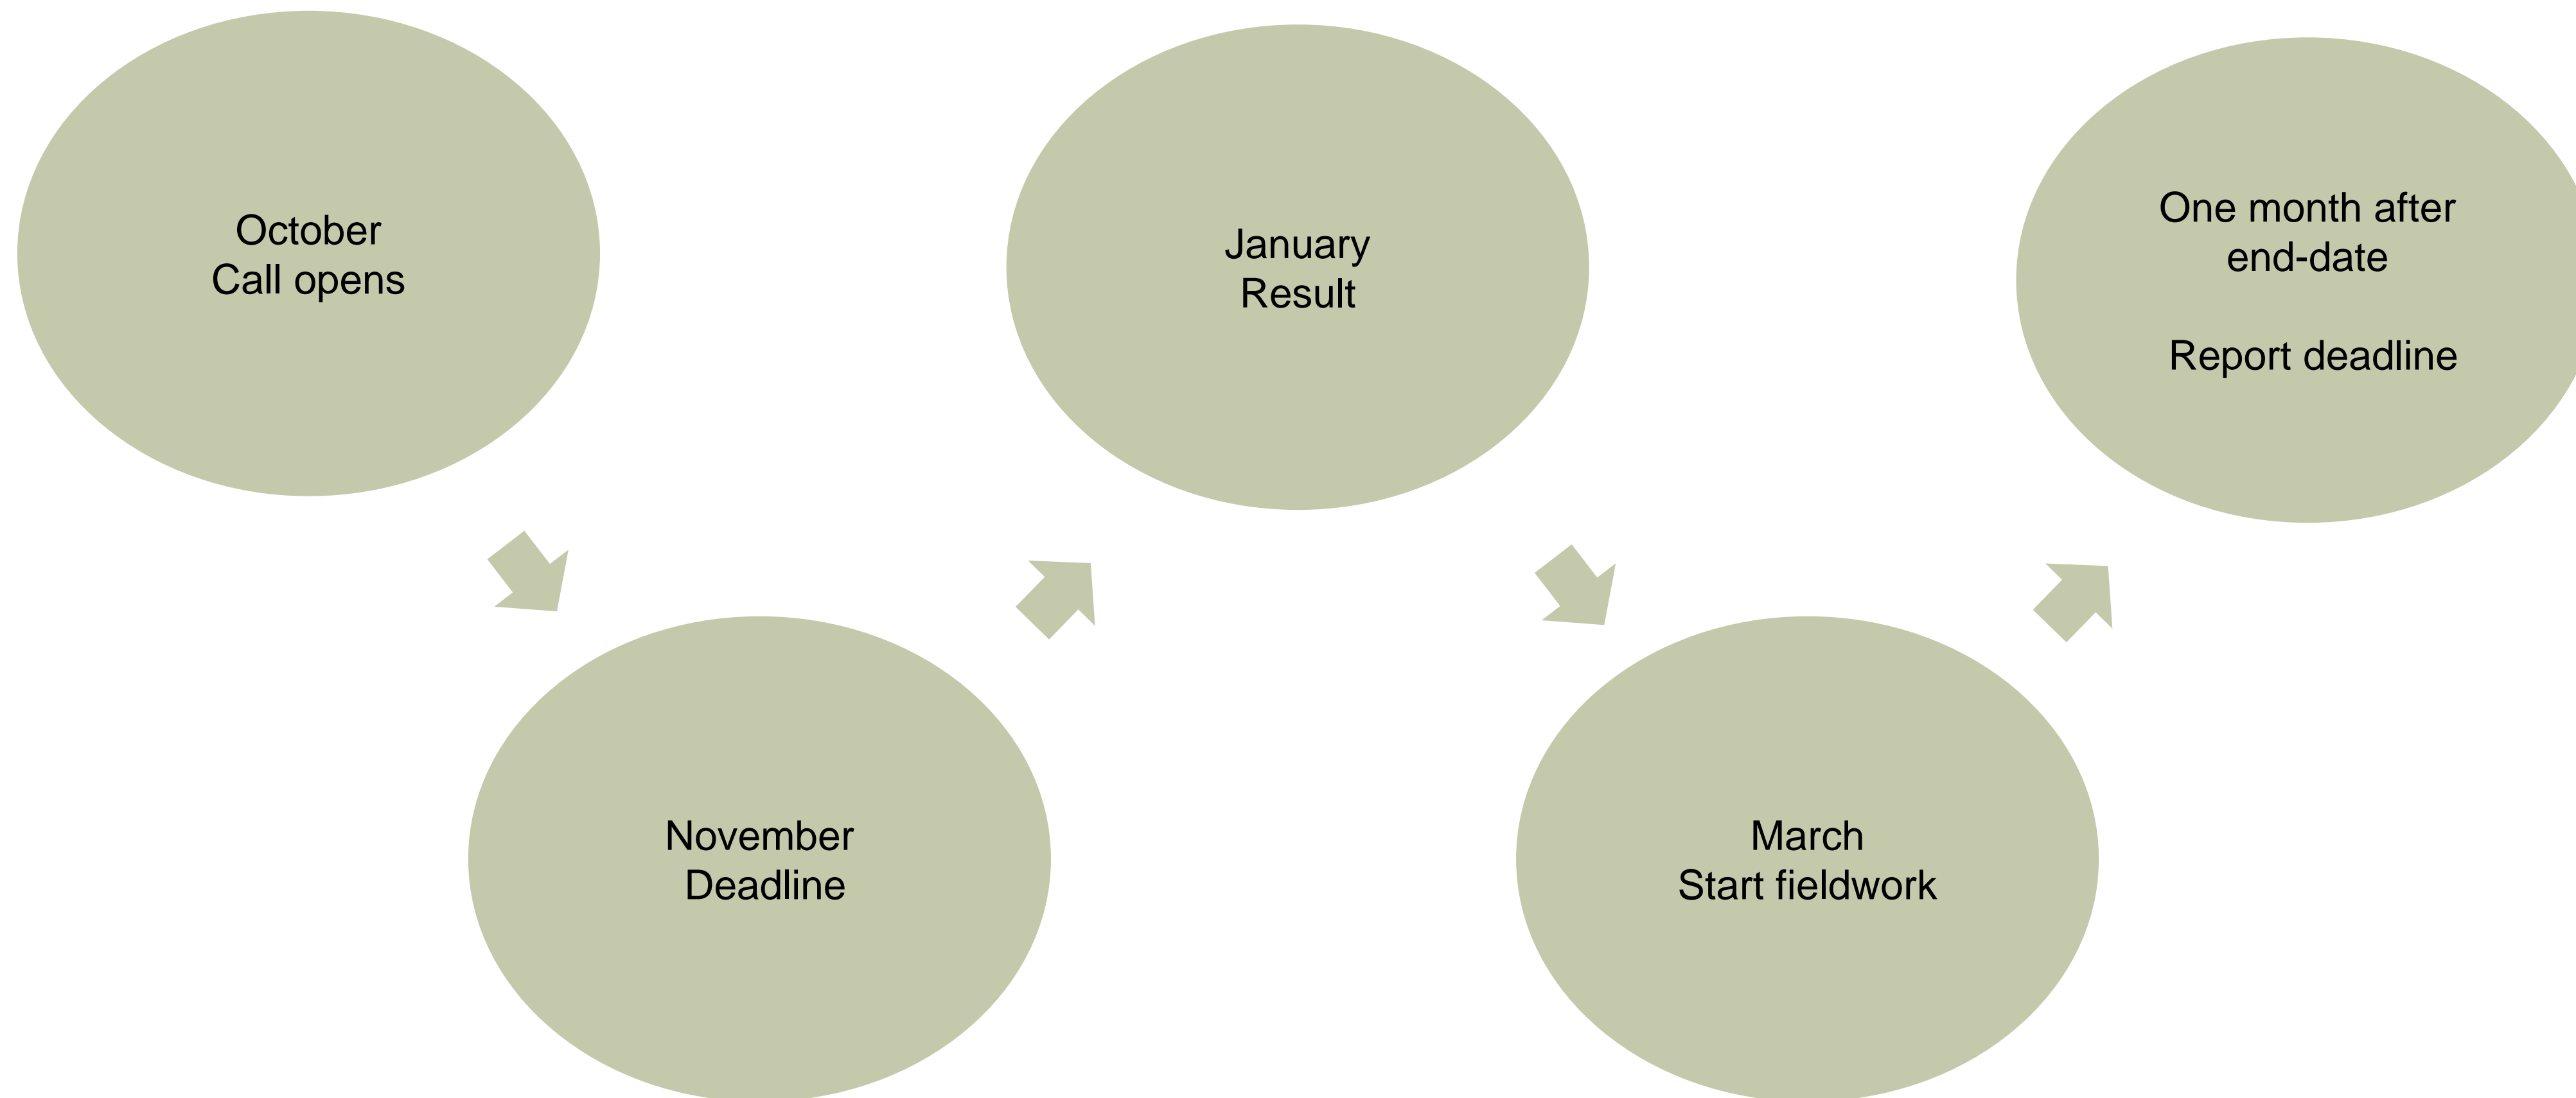 October
Call opens
November
Deadline
January
Result
March
Start fieldwork
One month after
end-date
Report deadline